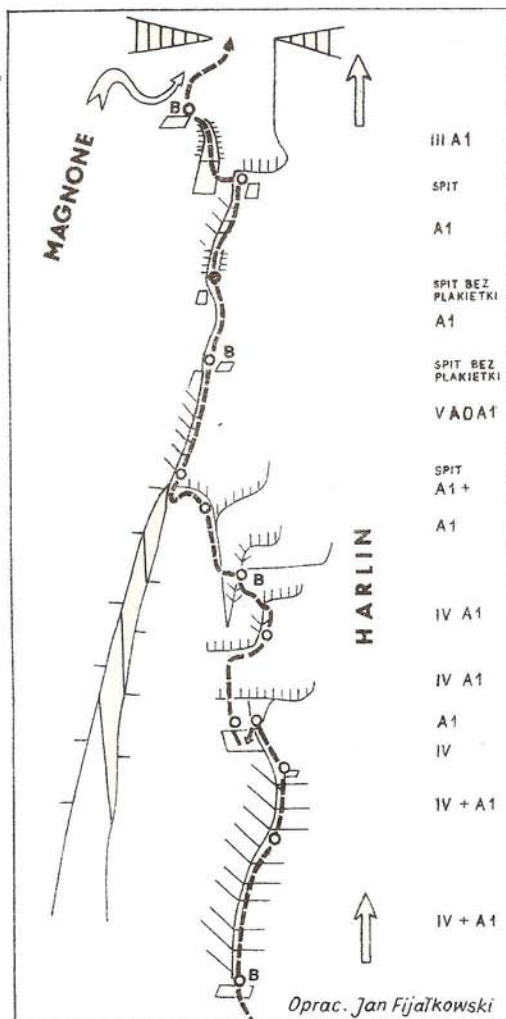 B
MAGNONE
III A1
SPIT
A1
SPIT BEZ
PLAKIETKI
A1
B
SPIT BEZ
PLAKIETKI
V A0 A1
SPIT
A1 +
A1
B
HARLIN
IV A1
IV A1
A1
IV
IV + A1
IV + A1
B
Oprac. Jan Fijałkowski